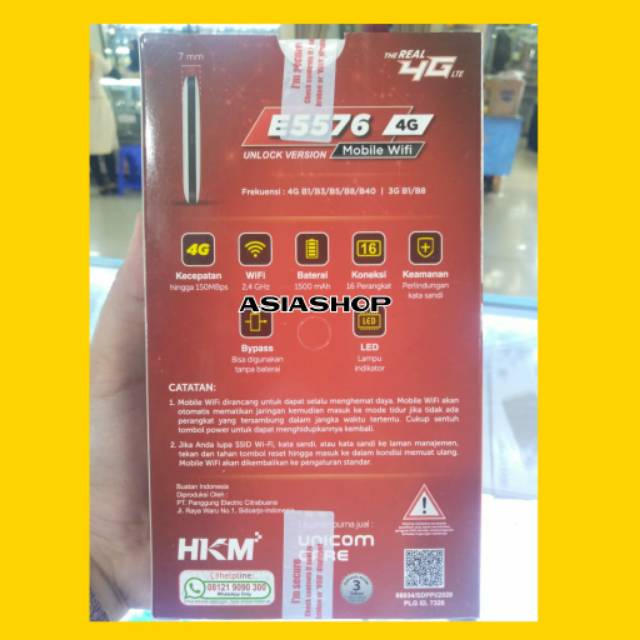 7 mm
THE REAL
4G LTE
E5576 4G
UNLOCK VERSION Mobile Wifi
Frekuensi : 4G B1/B3/B5/B8/B40 | 3G B1/B8
4G 16
Kecepatan WiFi Baterai Koneksi Keamanan
hingga 150MBps 2,4 GHz 1500 mAh 16 Perangkat Perlindungan
kata sandi
ASIASHOP
LED
Bypass LED
Bisa digunakan Lampu
tanpa baterai indikator
CATATAN:
1. Mobile WiFi dirancang untuk dapat selalu menghemat daya. Mobile WiFi akan
otomatis mematikan jaringan kemudian masuk ke mode tidur jika tidak ada
perangkat yang tersambung dalam jangka waktu tertentu. Cukup sentuh
tombol power untuk dapat menghidupkannya kembali.
2. Jika Anda lupa SSID Wi-Fi, kata sandi, atau kata sandi ke laman manajemen,
tekan dan tahan tombol reset hingga masuk ke dalam kondisi memuat ulang.
Mobile WiFi akan dikembalikan ke pengaturan standar.
Buatan Indonesia
Diproduksi Oleh :
PT. Panggung Electric Citrabuana
Jl. Raya Waru No.1, Sidoarjo-Indonesia
purna jual :
HKM
unicom
CARE
helpline:
08121 9090 300
WhatsApp Only
I'm secure
3
PLG ID. 7328